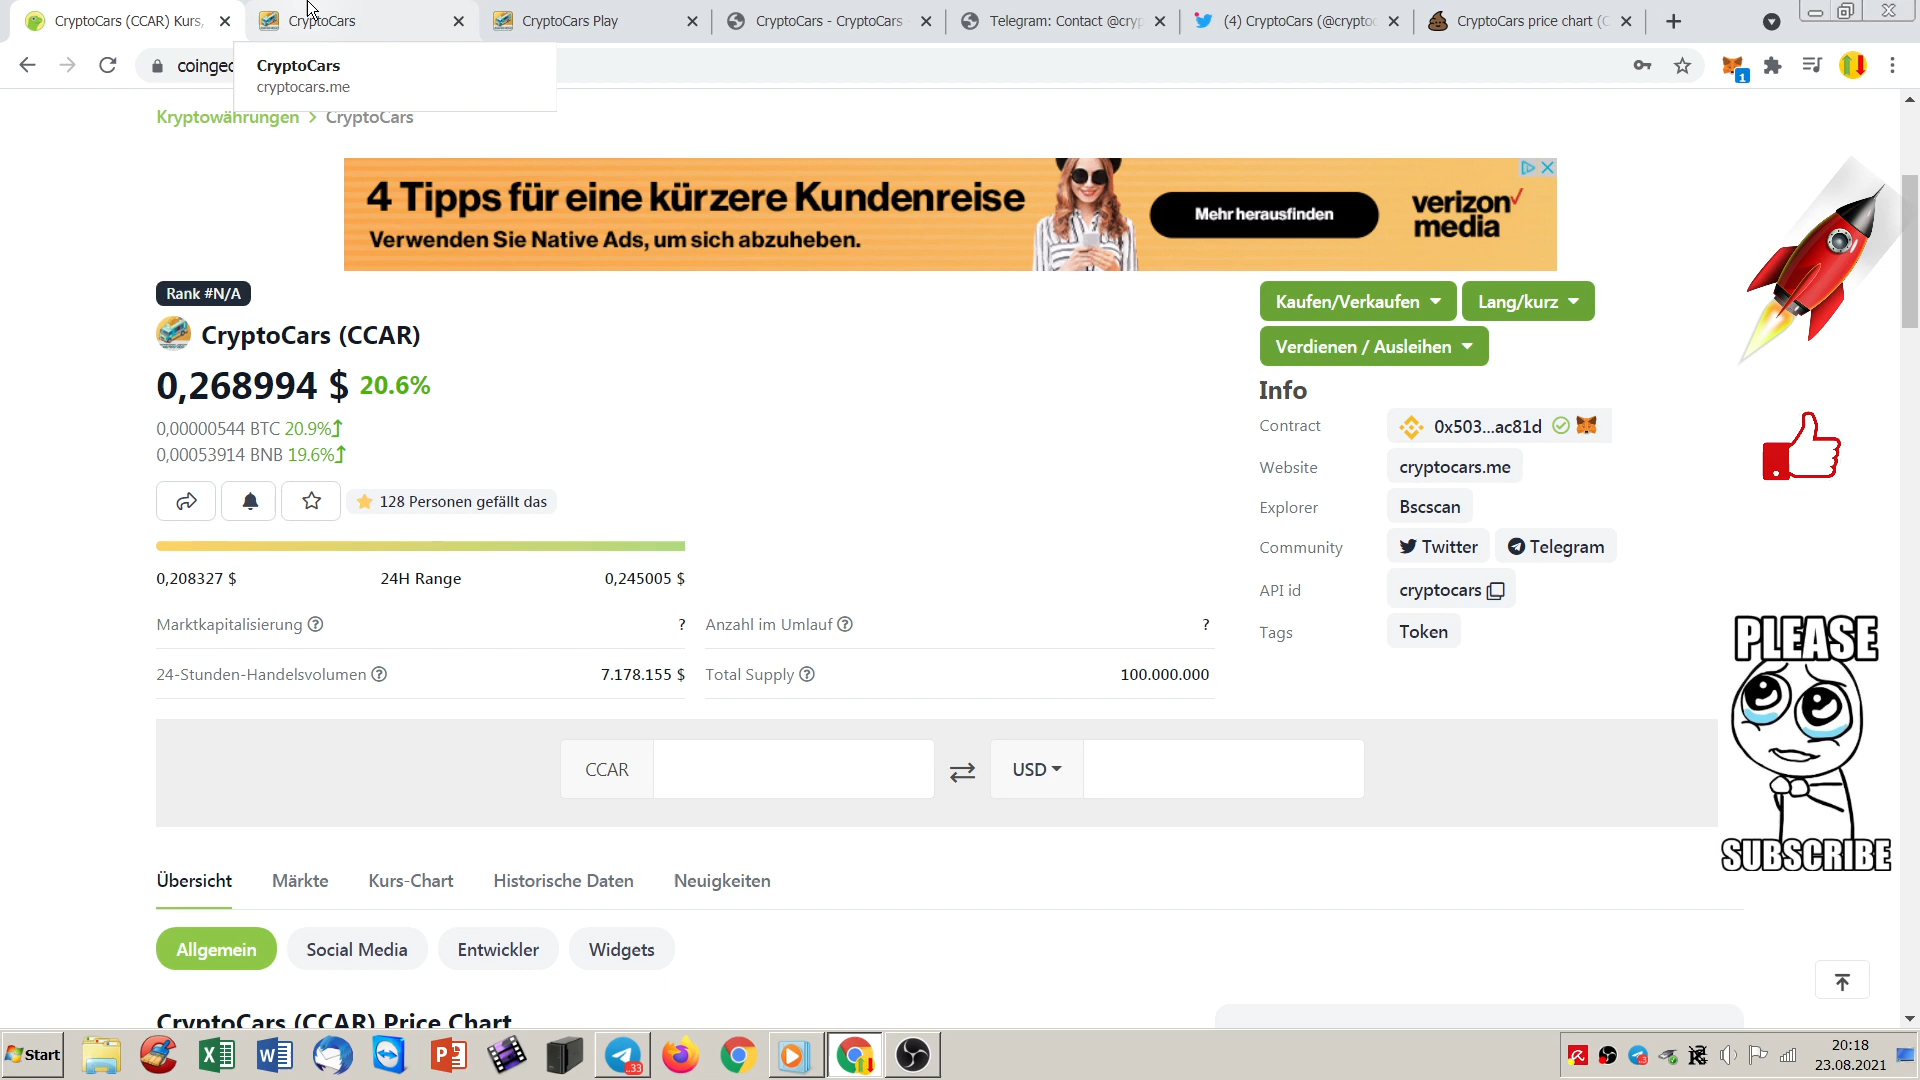 CryptoCars (CCAR) Kurs,
CryptoCars
CryptoCars Play
CryptoCars - CryptoCars
Telegram: Contact @cryp
(4) CryptoCars (@cryptoc
CryptoCars price chart (C
coingec
CryptoCars
cryptocars.me
1
Kryptowährungen > CryptoCars
4 Tipps für eine kürzere Kundenreise
Verwenden Sie Native Ads, um sich abzuheben.
Mehr herausfinden
verizon
media
Rank #N/A
CryptoCars (CCAR)
0,268994 $ 20.6%
0,00000544 BTC 20.9%
0,00053914 BNB 19.6%
128 Personen gefällt das
0,208327 $
24H Range
0,245005 $
Marktkapitalisierung
?
Anzahl im Umlauf
?
24-Stunden-Handelsvolumen
7.178.155 $
Total Supply
100.000.000
Kaufen/Verkaufen
Lang/kurz
Verdienen / Ausleihen
Info
Contract
0x503...ac81d
Website
cryptocars.me
Explorer
Bscscan
Community
Twitter
Telegram
API id
cryptocars
Tags
Token
PLEASE
SUBSCRIBE
CCAR
USD
Übersicht
Märkte
Kurs-Chart
Historische Daten
Neuigkeiten
Allgemein
Social Media
Entwickler
Widgets
CryptoCars (CCAR) Price Chart
Start
33
20:18
23.08.2021